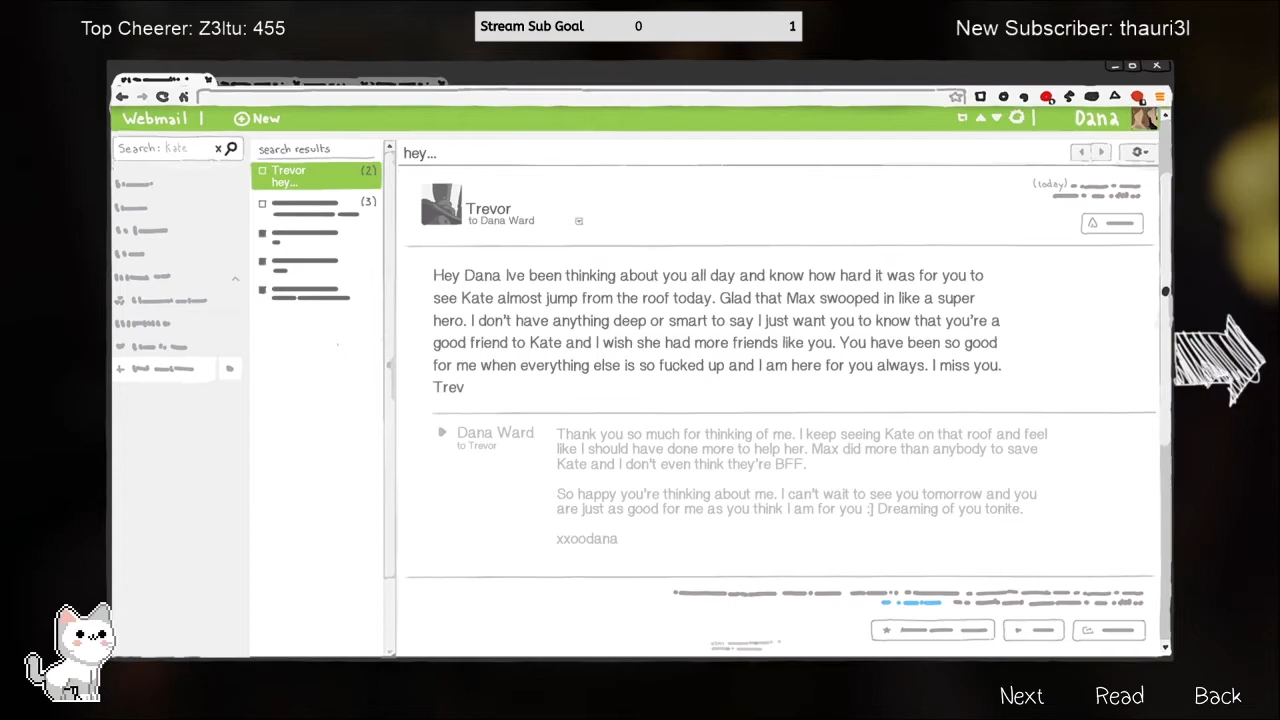 Top Cheerer: Z3ltu: 455
Stream Sub Goal 0 1
New Subscriber: thauri3l
Webmail | New Dana
Search: Kate x
search results
hey...
Trevor (2)
hey...
(3)
(today)
Trevor
to Dana Ward
Hey Dana Ive been thinking about you all day and know how hard it was for you to
see Kate almost jump from the roof today. Glad that Max swooped in like a super
hero. I don't have anything deep or smart to say I just want you to know that you're a
good friend to Kate and I wish she had more friends like you. You have been so good
for me when everything else is so fucked up and I am here for you always. I miss you.
Trev
Dana Ward
to Trevor
Thank you so much for thinking of me. I keep seeing Kate on that roof and feel
like I should have done more to help her. Max did more than anybody to save
Kate and I don't even think they're BFF.
So happy you're thinking about me. I can't wait to see you tomorrow and you
are just as good for me as you think I am for you :] Dreaming of you tonite.
xxoodana
Next Read Back